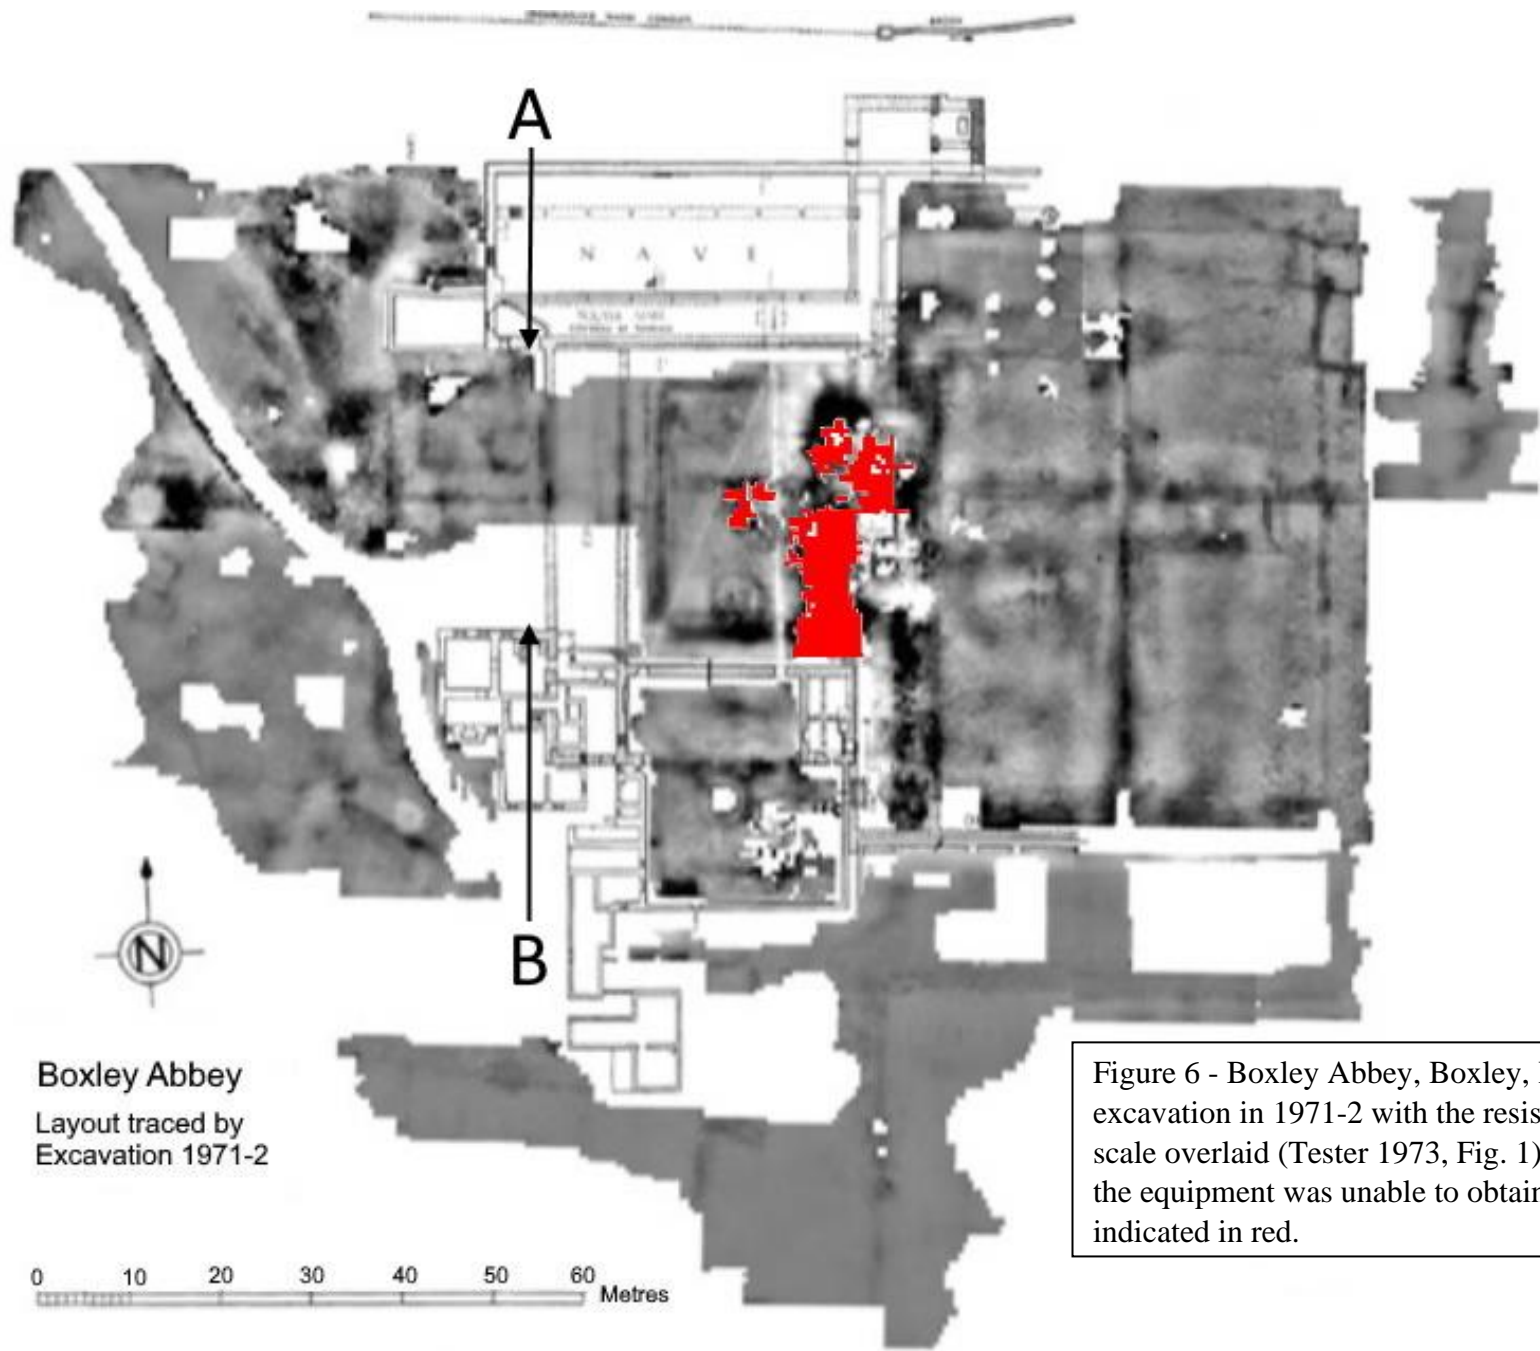 A
N A V E
B
N
Boxley Abbey
Layout traced by
Excavation 1971-2
0 10 20 30 40 50 60
Metres
Figure 6 - Boxley Abbey, Boxley,
excavation in 1971-2 with the resis
scale overlaid (Tester 1973, Fig. 1)
the equipment was unable to obtain
indicated in red.